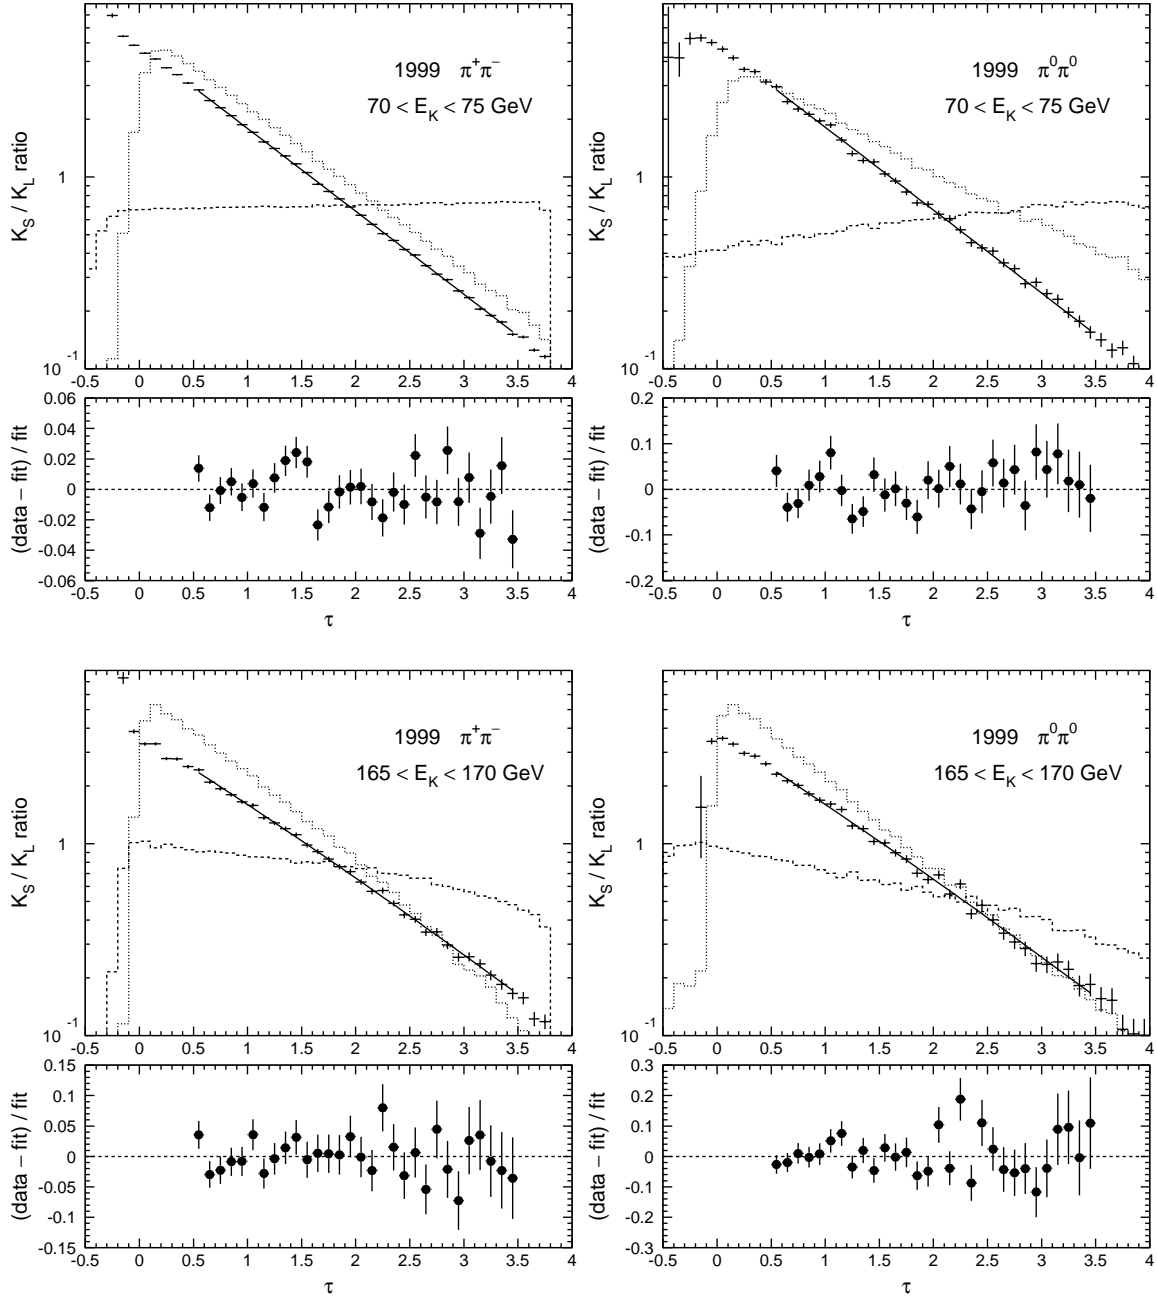 K_S / K_L ratio
1999 π⁺π⁻
70 < E_K < 75 GeV
1
10⁻¹
-0.5 0 0.5 1 1.5 2 2.5 3 3.5 4
(data – fit) / fit
0.06
0.04
0.02
0
-0.02
-0.04
-0.06
-0.5 0 0.5 1 1.5 2 2.5 3 3.5 4
τ
K_S / K_L ratio
1999 π⁰π⁰
70 < E_K < 75 GeV
1
10⁻¹
-0.5 0 0.5 1 1.5 2 2.5 3 3.5 4
(data – fit) / fit
0.2
0.1
0
-0.1
-0.2
-0.5 0 0.5 1 1.5 2 2.5 3 3.5 4
τ
K_S / K_L ratio
1999 π⁺π⁻
165 < E_K < 170 GeV
1
10⁻¹
-0.5 0 0.5 1 1.5 2 2.5 3 3.5 4
(data – fit) / fit
0.15
0.1
0.05
0
-0.05
-0.1
-0.15
-0.5 0 0.5 1 1.5 2 2.5 3 3.5 4
τ
K_S / K_L ratio
1999 π⁰π⁰
165 < E_K < 170 GeV
1
10⁻¹
-0.5 0 0.5 1 1.5 2 2.5 3 3.5 4
(data – fit) / fit
0.3
0.2
0.1
0
-0.1
-0.2
-0.3
-0.5 0 0.5 1 1.5 2 2.5 3 3.5 4
τ